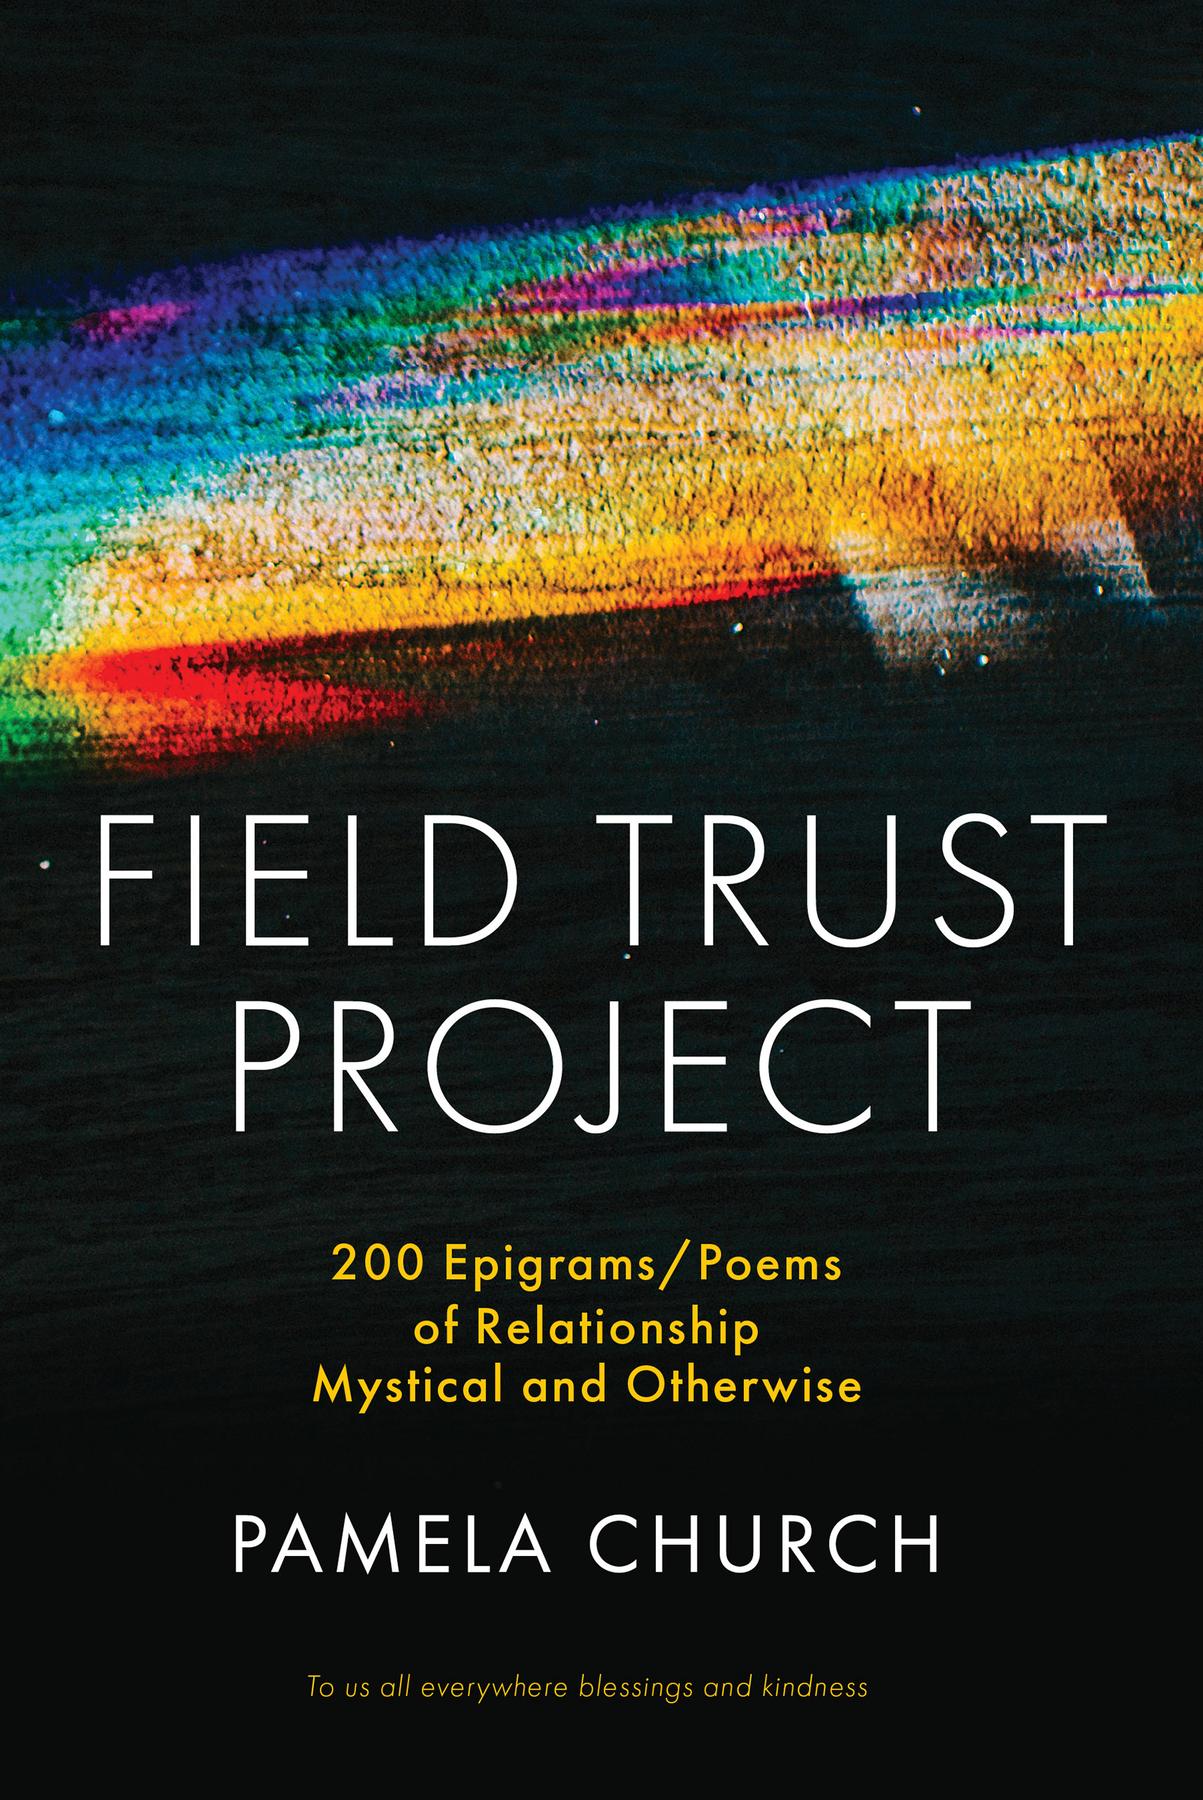 FIELD TRUST
PROJECT
200 Epigrams/Poems
of Relationship
Mystical and Otherwise
PAMELA CHURCH
To us all everywhere blessings and kindness